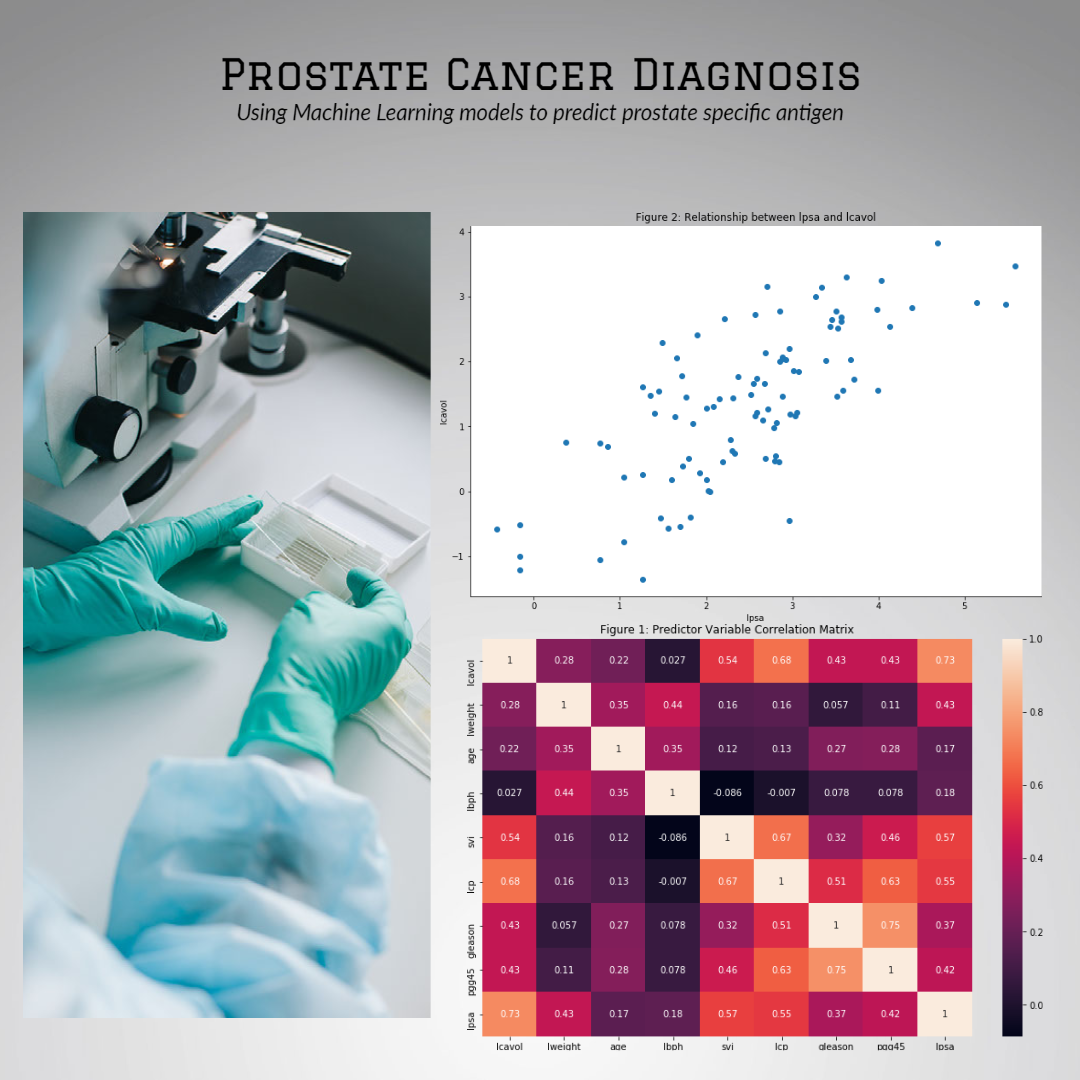 Prostate Cancer Diagnosis
Using Machine Learning models to predict prostate specific antigen
Figure 2: Relationship between lpsa and lcavol
4
3
2
1
0
−1
lcavol
0 1 2 3 4 5
lpsa
Figure 1: Predictor Variable Correlation Matrix
lcavol 1 0.28 0.22 0.027 0.54 0.68 0.43 0.43 0.73
lweight 0.28 1 0.35 0.44 0.16 0.16 0.057 0.11 0.43
age 0.22 0.35 1 0.35 0.12 0.13 0.27 0.28 0.17
lbph 0.027 0.44 0.35 1 -0.086 -0.007 0.078 0.078 0.18
svi 0.54 0.16 0.12 -0.086 1 0.67 0.32 0.46 0.57
lcp 0.68 0.16 0.13 -0.007 0.67 1 0.51 0.63 0.55
gleason 0.43 0.057 0.27 0.078 0.32 0.51 1 0.75 0.37
pgg45 0.43 0.11 0.28 0.078 0.46 0.63 0.75 1 0.42
lpsa 0.73 0.43 0.17 0.18 0.57 0.55 0.37 0.42 1
lcavol lweight age lbph svi lcp gleason pgg45 lpsa
1.0
0.8
0.6
0.4
0.2
0.0